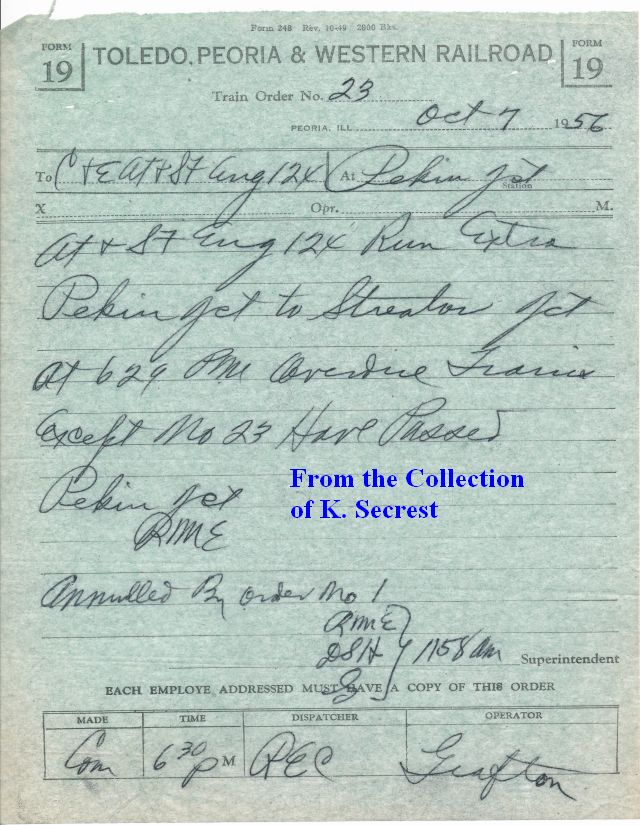 Form 248 Rev. 10-49 2000 Bks.
FORM 19 TOLEDO, PEORIA & WESTERN RAILROAD FORM 19
Train Order No. 23
Oct 7 1956
PEORIA, ILL.
To C + E AT + SF Eng 124 At Pekin Jct
Station
X Opr. M.
AT + SF Eng 124 Run Extra
Pekin Jct to Streator Jct
At 629 PM Overdue Trains
Except No 23 Have Passed
Pekin Jct
RME
From the Collection
of K. Secrest
Annulled By order No 1
RME
DSH 1158 am
Superintendent
EACH EMPLOYE ADDRESSED MUST HAVE A COPY OF THIS ORDER
MADE TIME DISPATCHER OPERATOR
Com 6 30 P M REC Grafton